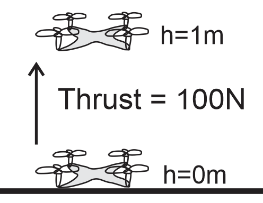 h=1m
Thrust = 100N
h=0m